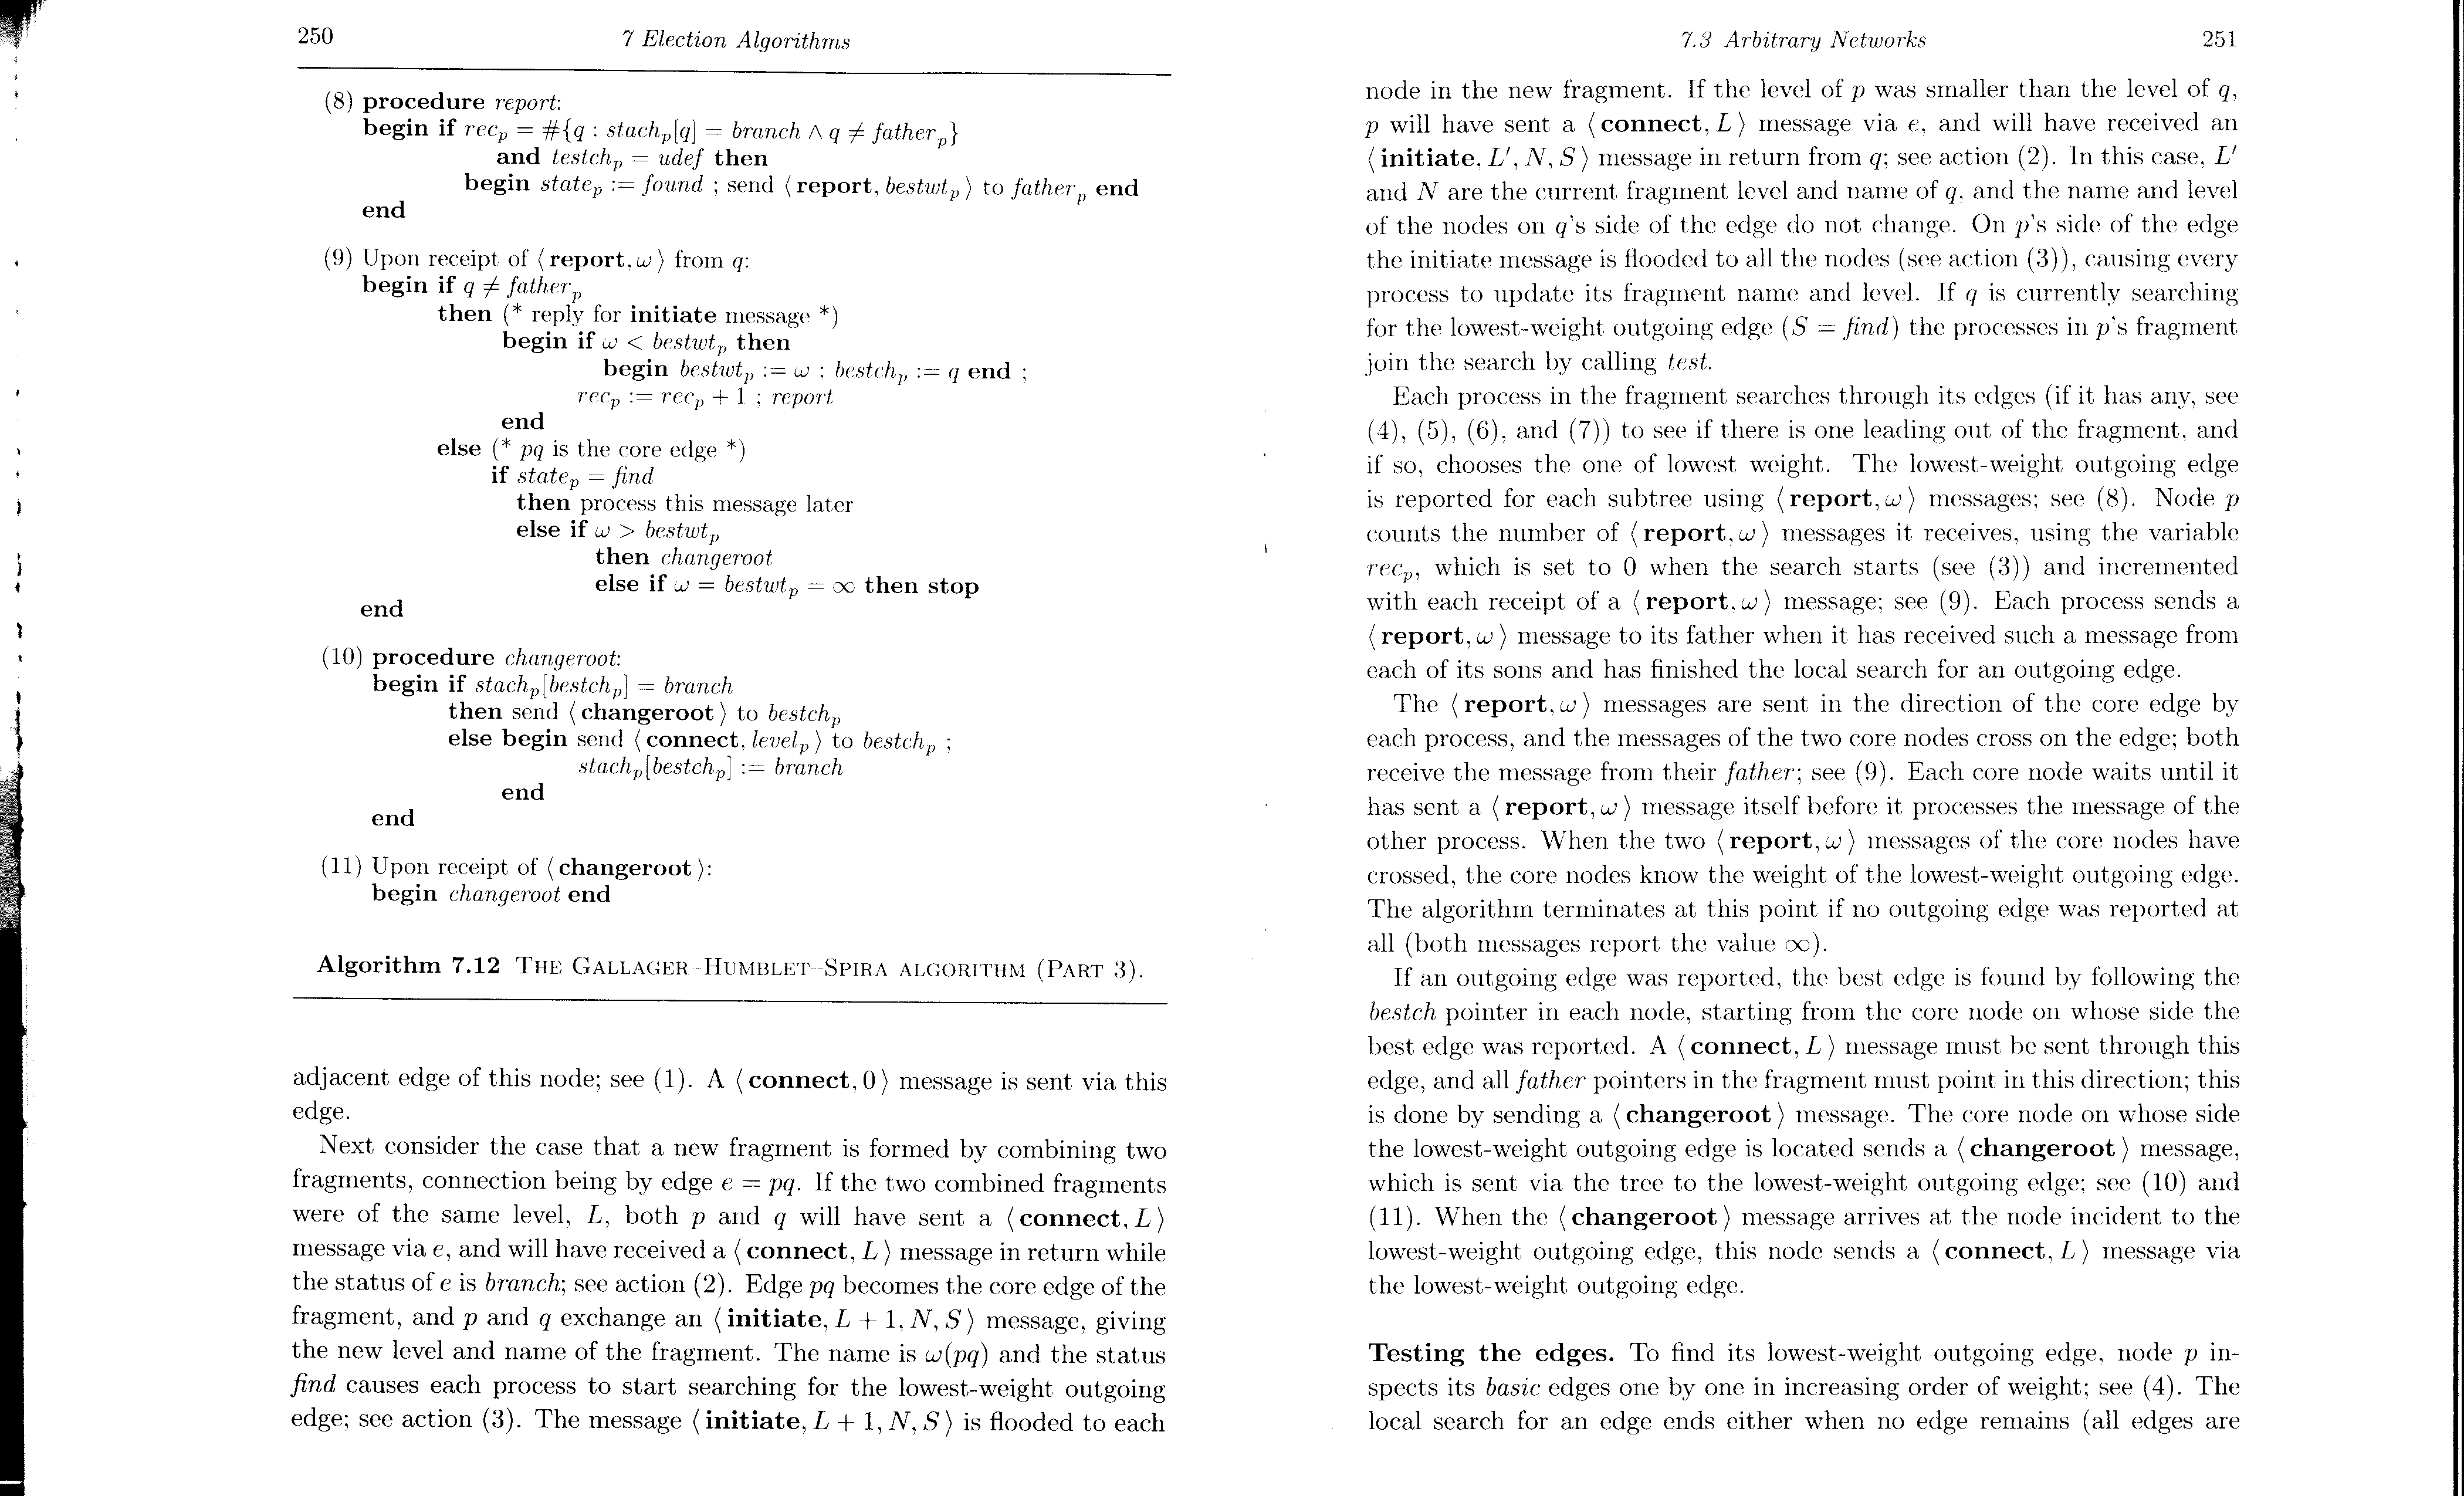 250
7 Election Algorithms
(8) procedure report:
begin if rec_p = #{q : stach_p[q] = branch ∧ q ≠ father_p}
and testch_p = udef then
begin state_p := found ; send ⟨report, bestwt_p⟩ to father_p end
end
(9) Upon receipt of ⟨report, ω⟩ from q:
begin if q ≠ father_p
then (* reply for initiate message *)
begin if ω < bestwt_p then
begin bestwt_p := ω ; bestch_p := q end ;
rec_p := rec_p + 1 ; report
end
else (* pq is the core edge *)
if state_p = find
then process this message later
else if ω > bestwt_p
then changeroot
else if ω = bestwt_p = ∞ then stop
end
(10) procedure changeroot:
begin if stach_p[bestch_p] = branch
then send ⟨changeroot⟩ to bestch_p
else begin send ⟨connect, level_p⟩ to bestch_p ;
stach_p[bestch_p] := branch
end
end
(11) Upon receipt of ⟨changeroot⟩:
begin changeroot end
Algorithm 7.12 THE GALLAGER–HUMBLET–SPIRA ALGORITHM (PART 3).
adjacent edge of this node; see (1). A ⟨connect, 0⟩ message is sent via this
edge.
Next consider the case that a new fragment is formed by combining two
fragments, connection being by edge e = pq. If the two combined fragments
were of the same level, L, both p and q will have sent a ⟨connect, L⟩
message via e, and will have received a ⟨connect, L⟩ message in return while
the status of e is branch; see action (2). Edge pq becomes the core edge of the
fragment, and p and q exchange an ⟨initiate, L + 1, N, S⟩ message, giving
the new level and name of the fragment. The name is ω(pq) and the status
find causes each process to start searching for the lowest-weight outgoing
edge; see action (3). The message ⟨initiate, L + 1, N, S⟩ is flooded to each
7.3 Arbitrary Networks
251
node in the new fragment. If the level of p was smaller than the level of q,
p will have sent a ⟨connect, L⟩ message via e, and will have received an
⟨initiate, L′, N, S⟩ message in return from q; see action (2). In this case, L′
and N are the current fragment level and name of q, and the name and level
of the nodes on q's side of the edge do not change. On p's side of the edge
the initiate message is flooded to all the nodes (see action (3)), causing every
process to update its fragment name and level. If q is currently searching
for the lowest-weight outgoing edge (S = find) the processes in p's fragment
join the search by calling test.
Each process in the fragment searches through its edges (if it has any, see
(4), (5), (6), and (7)) to see if there is one leading out of the fragment, and
if so, chooses the one of lowest weight. The lowest-weight outgoing edge
is reported for each subtree using ⟨report, ω⟩ messages; see (8). Node p
counts the number of ⟨report, ω⟩ messages it receives, using the variable
rec_p, which is set to 0 when the search starts (see (3)) and incremented
with each receipt of a ⟨report, ω⟩ message; see (9). Each process sends a
⟨report, ω⟩ message to its father when it has received such a message from
each of its sons and has finished the local search for an outgoing edge.
The ⟨report, ω⟩ messages are sent in the direction of the core edge by
each process, and the messages of the two core nodes cross on the edge; both
receive the message from their father; see (9). Each core node waits until it
has sent a ⟨report, ω⟩ message itself before it processes the message of the
other process. When the two ⟨report, ω⟩ messages of the core nodes have
crossed, the core nodes know the weight of the lowest-weight outgoing edge.
The algorithm terminates at this point if no outgoing edge was reported at
all (both messages report the value ∞).
If an outgoing edge was reported, the best edge is found by following the
bestch pointer in each node, starting from the core node on whose side the
best edge was reported. A ⟨connect, L⟩ message must be sent through this
edge, and all father pointers in the fragment must point in this direction; this
is done by sending a ⟨changeroot⟩ message. The core node on whose side
the lowest-weight outgoing edge is located sends a ⟨changeroot⟩ message,
which is sent via the tree to the lowest-weight outgoing edge; see (10) and
(11). When the ⟨changeroot⟩ message arrives at the node incident to the
lowest-weight outgoing edge, this node sends a ⟨connect, L⟩ message via
the lowest-weight outgoing edge.
Testing the edges. To find its lowest-weight outgoing edge, node p in-
spects its basic edges one by one in increasing order of weight; see (4). The
local search for an edge ends either when no edge remains (all edges are